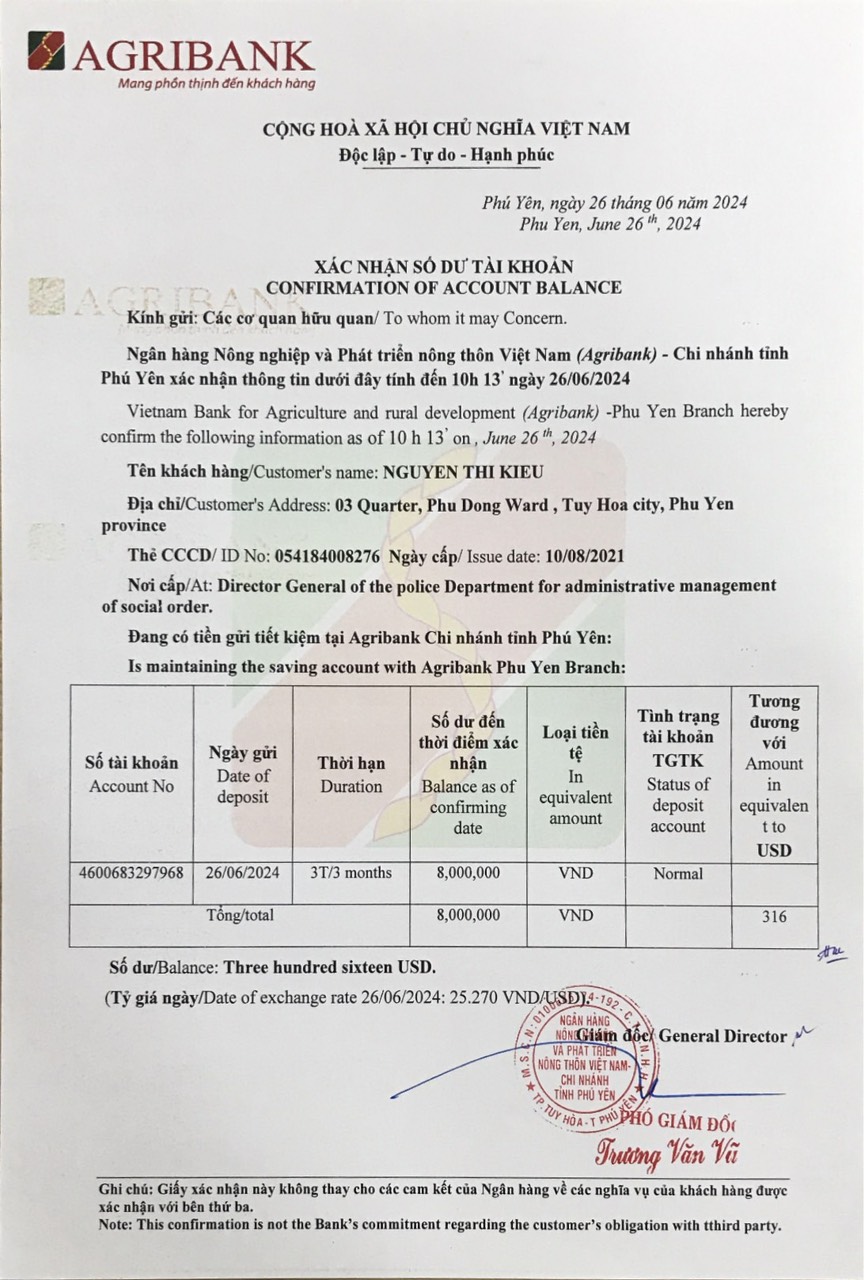 AGRIBANK
Mang phồn thịnh đến khách hàng
CỘNG HOÀ XÃ HỘI CHỦ NGHĨA VIỆT NAM
Độc lập - Tự do - Hạnh phúc
Phú Yên, ngày 26 tháng 06 năm 2024
Phu Yen, June 26 th, 2024
XÁC NHẬN SỐ DƯ TÀI KHOẢN
CONFIRMATION OF ACCOUNT BALANCE
AGRIBANK
Kính gửi: Các cơ quan hữu quan/ To whom it may Concern.
Ngân hàng Nông nghiệp và Phát triển nông thôn Việt Nam (Agribank) - Chi nhánh tỉnh
Phú Yên xác nhận thông tin dưới đây tính đến 10h 13' ngày 26/06/2024
Vietnam Bank for Agriculture and rural development (Agribank) -Phu Yen Branch hereby
confirm the following information as of 10 h 13' on , June 26 th, 2024
Tên khách hàng/Customer's name: NGUYEN THI KIEU
Địa chỉ/Customer's Address: 03 Quarter, Phu Dong Ward , Tuy Hoa city, Phu Yen
province
Thẻ CCCD/ ID No: 054184008276 Ngày cấp/ Issue date: 10/08/2021
Nơi cấp/At: Director General of the police Department for administrative management
of social order.
Đang có tiền gửi tiết kiệm tại Agribank Chi nhánh tỉnh Phú Yên:
Is maintaining the saving account with Agribank Phu Yen Branch:
Số tài khoản
Account No
Ngày gửi
Date of
deposit
Thời hạn
Duration
Số dư đến
thời điểm xác
nhận
Balance as of
confirming
date
Loại tiền
tệ
In
equivalent
amount
Tình trạng
tài khoản
TGTK
Status of
deposit
account
Tương
đương
với
Amount
in
equivalen
t to
USD
4600683297968 26/06/2024 3T/3 months 8,000,000 VND Normal
Tổng/total 8,000,000 VND 316
Số dư/Balance: Three hundred sixteen USD.
(Tỷ giá ngày/Date of exchange rate 26/06/2024: 25.270 VND/USD).
Giám đốc/ General Director
NGÂN HÀNG
NÔNG NGHIỆP
VÀ PHÁT TRIỂN
NÔNG THÔN VIỆT NAM-
CHI NHÁNH
TỈNH PHÚ YÊN
TP.TUY HÒA-T PHÚ YÊN
PHÓ GIÁM ĐỐC
Trương Văn Vũ
Ghi chú: Giấy xác nhận này không thay cho các cam kết của Ngân hàng về các nghĩa vụ của khách hàng được
xác nhận với bên thứ ba.
Note: This confirmation is not the Bank's commitment regarding the customer's obligation with tthird party.